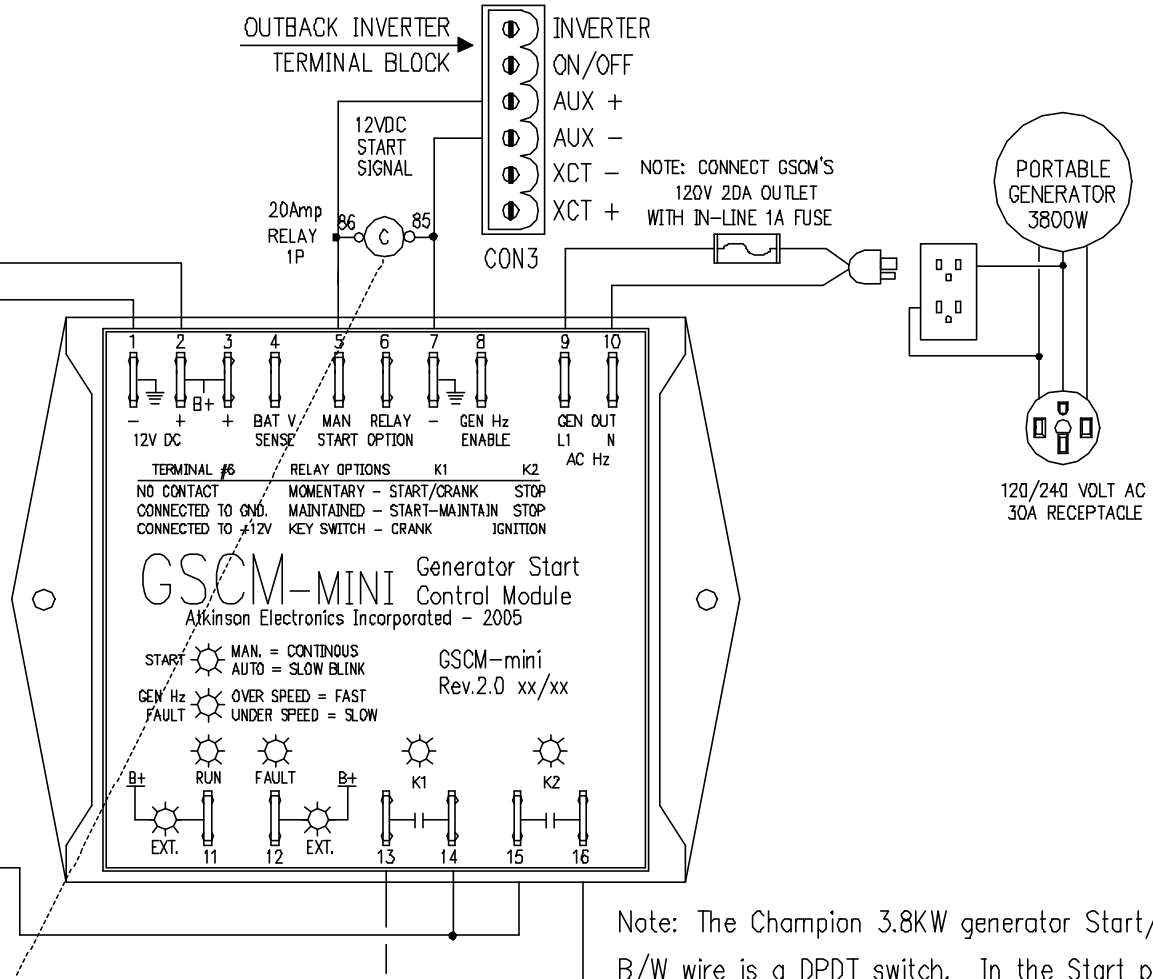 OUTBACK INVERTER
TERMINAL BLOCK
INVERTER
ON/OFF
AUX +
AUX -
XCT -
XCT +
CON3
12VDC
START
SIGNAL
20Amp
RELAY
1P
86
C
85
NOTE: CONNECT GSCM'S
120V 20A OUTLET
WITH IN-LINE 1A FUSE
PORTABLE
GENERATOR
3800W
120/240 VOLT AC
30A RECEPTACLE
1 2 3 4 5 6 7 8 9 10
B+
- + + BAT V MAN RELAY - GEN Hz GEN OUT
12V DC SENSE START OPTION ENABLE L1 N
AC Hz
TERMINAL #6 RELAY OPTIONS K1 K2
NO CONTACT MOMENTARY - START/CRANK STOP
CONNECTED TO GND. MAINTAINED - START-MAINTAIN STOP
CONNECTED TO +12V KEY SWITCH - CRANK IGNITION
GSCM-MINI Generator Start
Control Module
Atkinson Electronics Incorporated - 2005
START MAN. = CONTINOUS
AUTO = SLOW BLINK
GSCM-mini
Rev.2.0 xx/xx
GEN Hz OVER SPEED = FAST
FAULT UNDER SPEED = SLOW
B+ RUN FAULT B+ K1 K2
EXT. 11 12 EXT. 13 14 15 16
Note: The Champion 3.8KW generator Start/
B/W wire is a DPDT switch. In the Start p